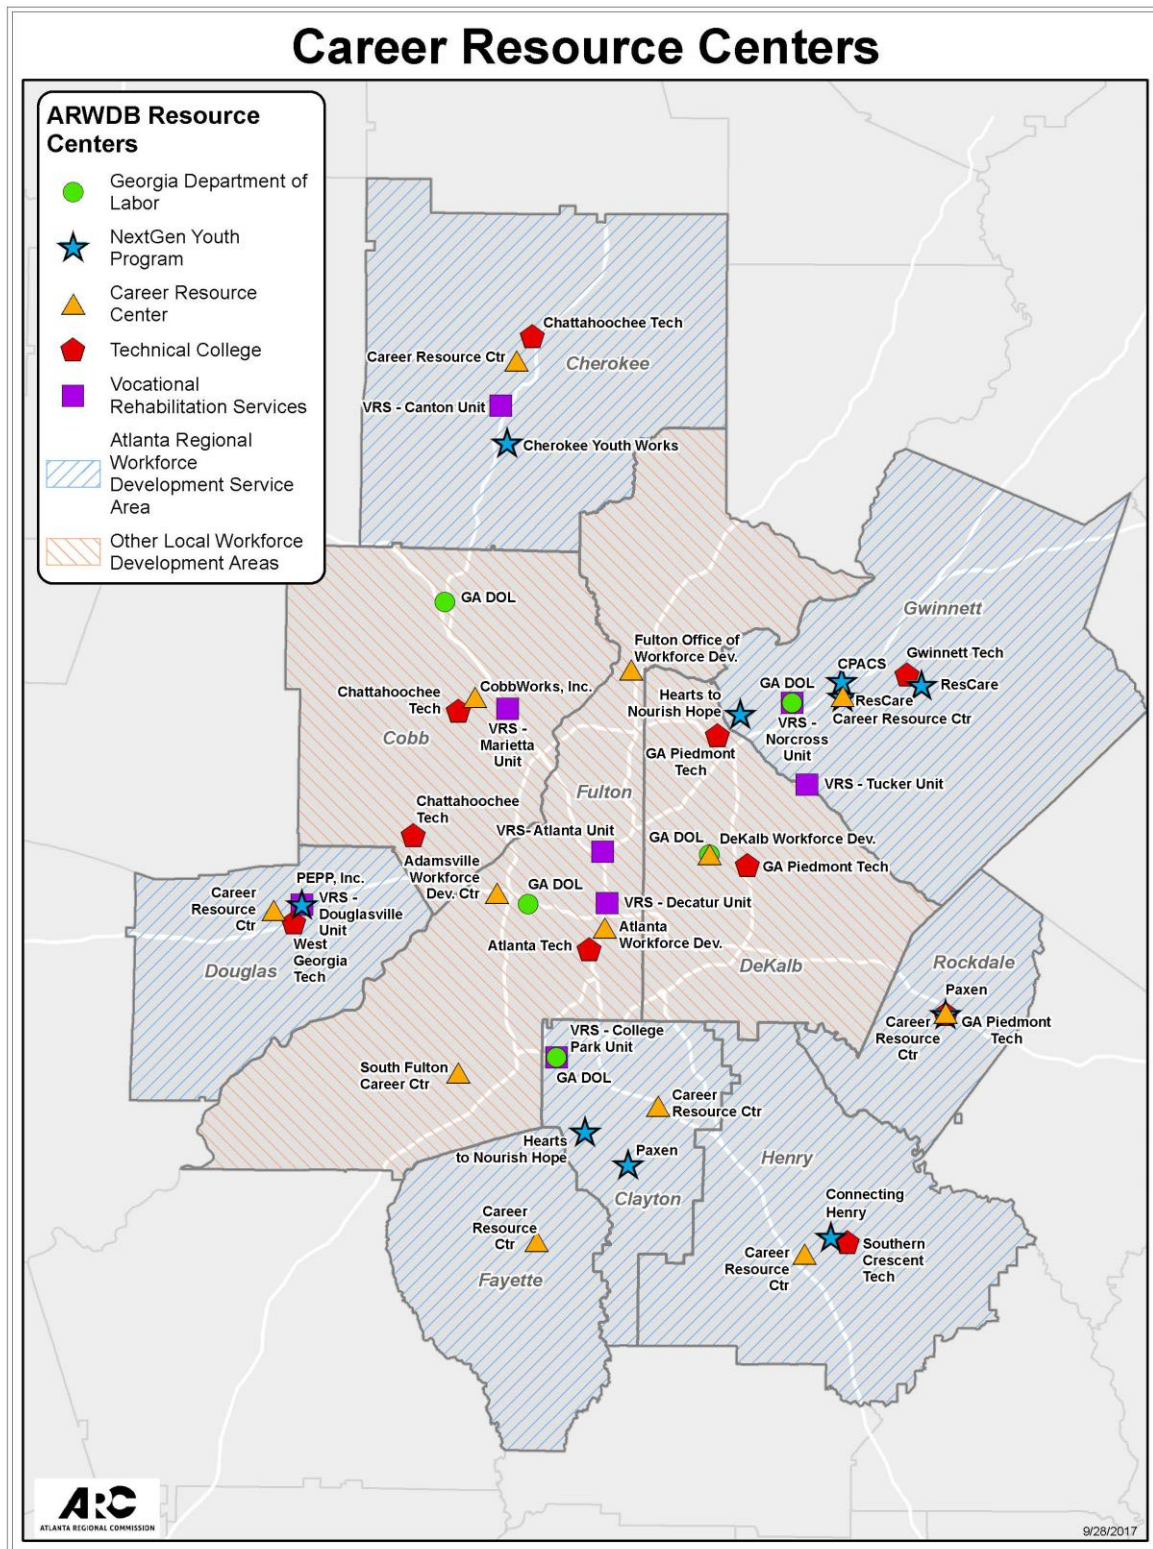 Career Resource Centers
ARWDB Resource
Centers
Georgia Department of
Labor
NextGen Youth
Program
Career Resource
Center
Technical College
Vocational
Rehabilitation Services
Atlanta Regional
Workforce
Development Service
Area
Other Local Workforce
Development Areas
Chattahoochee Tech
Career Resource Ctr
Cherokee
VRS - Canton Unit
Cherokee Youth Works
GA DOL
Gwinnett
Fulton Office of
Workforce Dev.
Gwinnett Tech
CPACS
GA DOL
ResCare
CobbWorks, Inc.
Chattahoochee
Tech
Hearts to
Nourish Hope
ResCare
Career Resource Ctr
VRS -
Norcross
Unit
VRS -
Marietta
Unit
Cobb
GA Piedmont
Tech
VRS - Tucker Unit
Fulton
Chattahoochee
Tech
VRS- Atlanta Unit
GA DOL
DeKalb Workforce Dev.
GA Piedmont Tech
Adamsville
Workforce
Dev. Ctr
PEPP, Inc.
VRS -
Douglasville
Unit
Career
Resource
Ctr
GA DOL
VRS - Decatur Unit
Atlanta
Workforce Dev.
Atlanta Tech
West
Georgia
Tech
Douglas
DeKalb
Rockdale
Paxen
Career
Resource
Ctr
GA Piedmont
Tech
VRS - College
Park Unit
GA DOL
South Fulton
Career Ctr
Career
Resource Ctr
Hearts
to Nourish Hope
Paxen
Henry
Clayton
Connecting
Henry
Career
Resource
Ctr
Southern
Crescent
Tech
Career
Resource
Ctr
Fayette
ARC
ATLANTA REGIONAL COMMISSION
9/28/2017